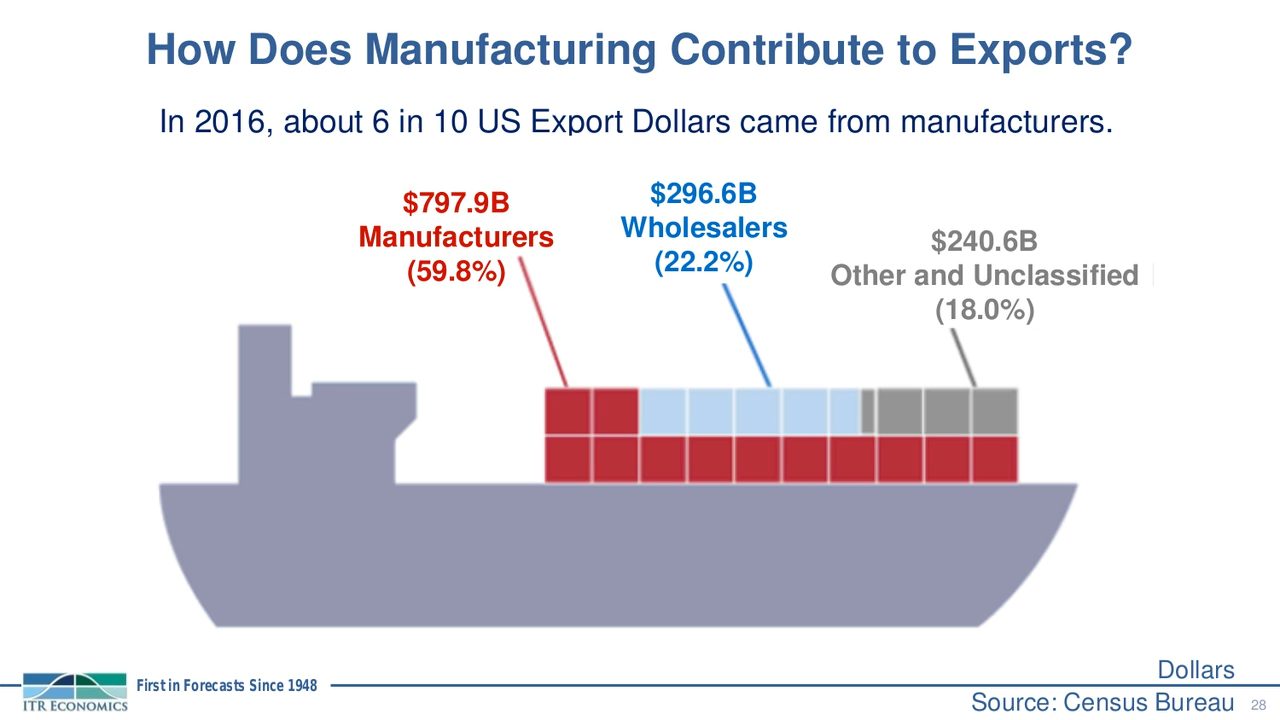 How Does Manufacturing Contribute to Exports?
In 2016, about 6 in 10 US Export Dollars came from manufacturers.
$797.9B
Manufacturers
(59.8%)
$296.6B
Wholesalers
(22.2%)
$240.6B
Other and Unclassified
(18.0%)
ITR ECONOMICS
First in Forecasts Since 1948
Dollars
Source: Census Bureau
28